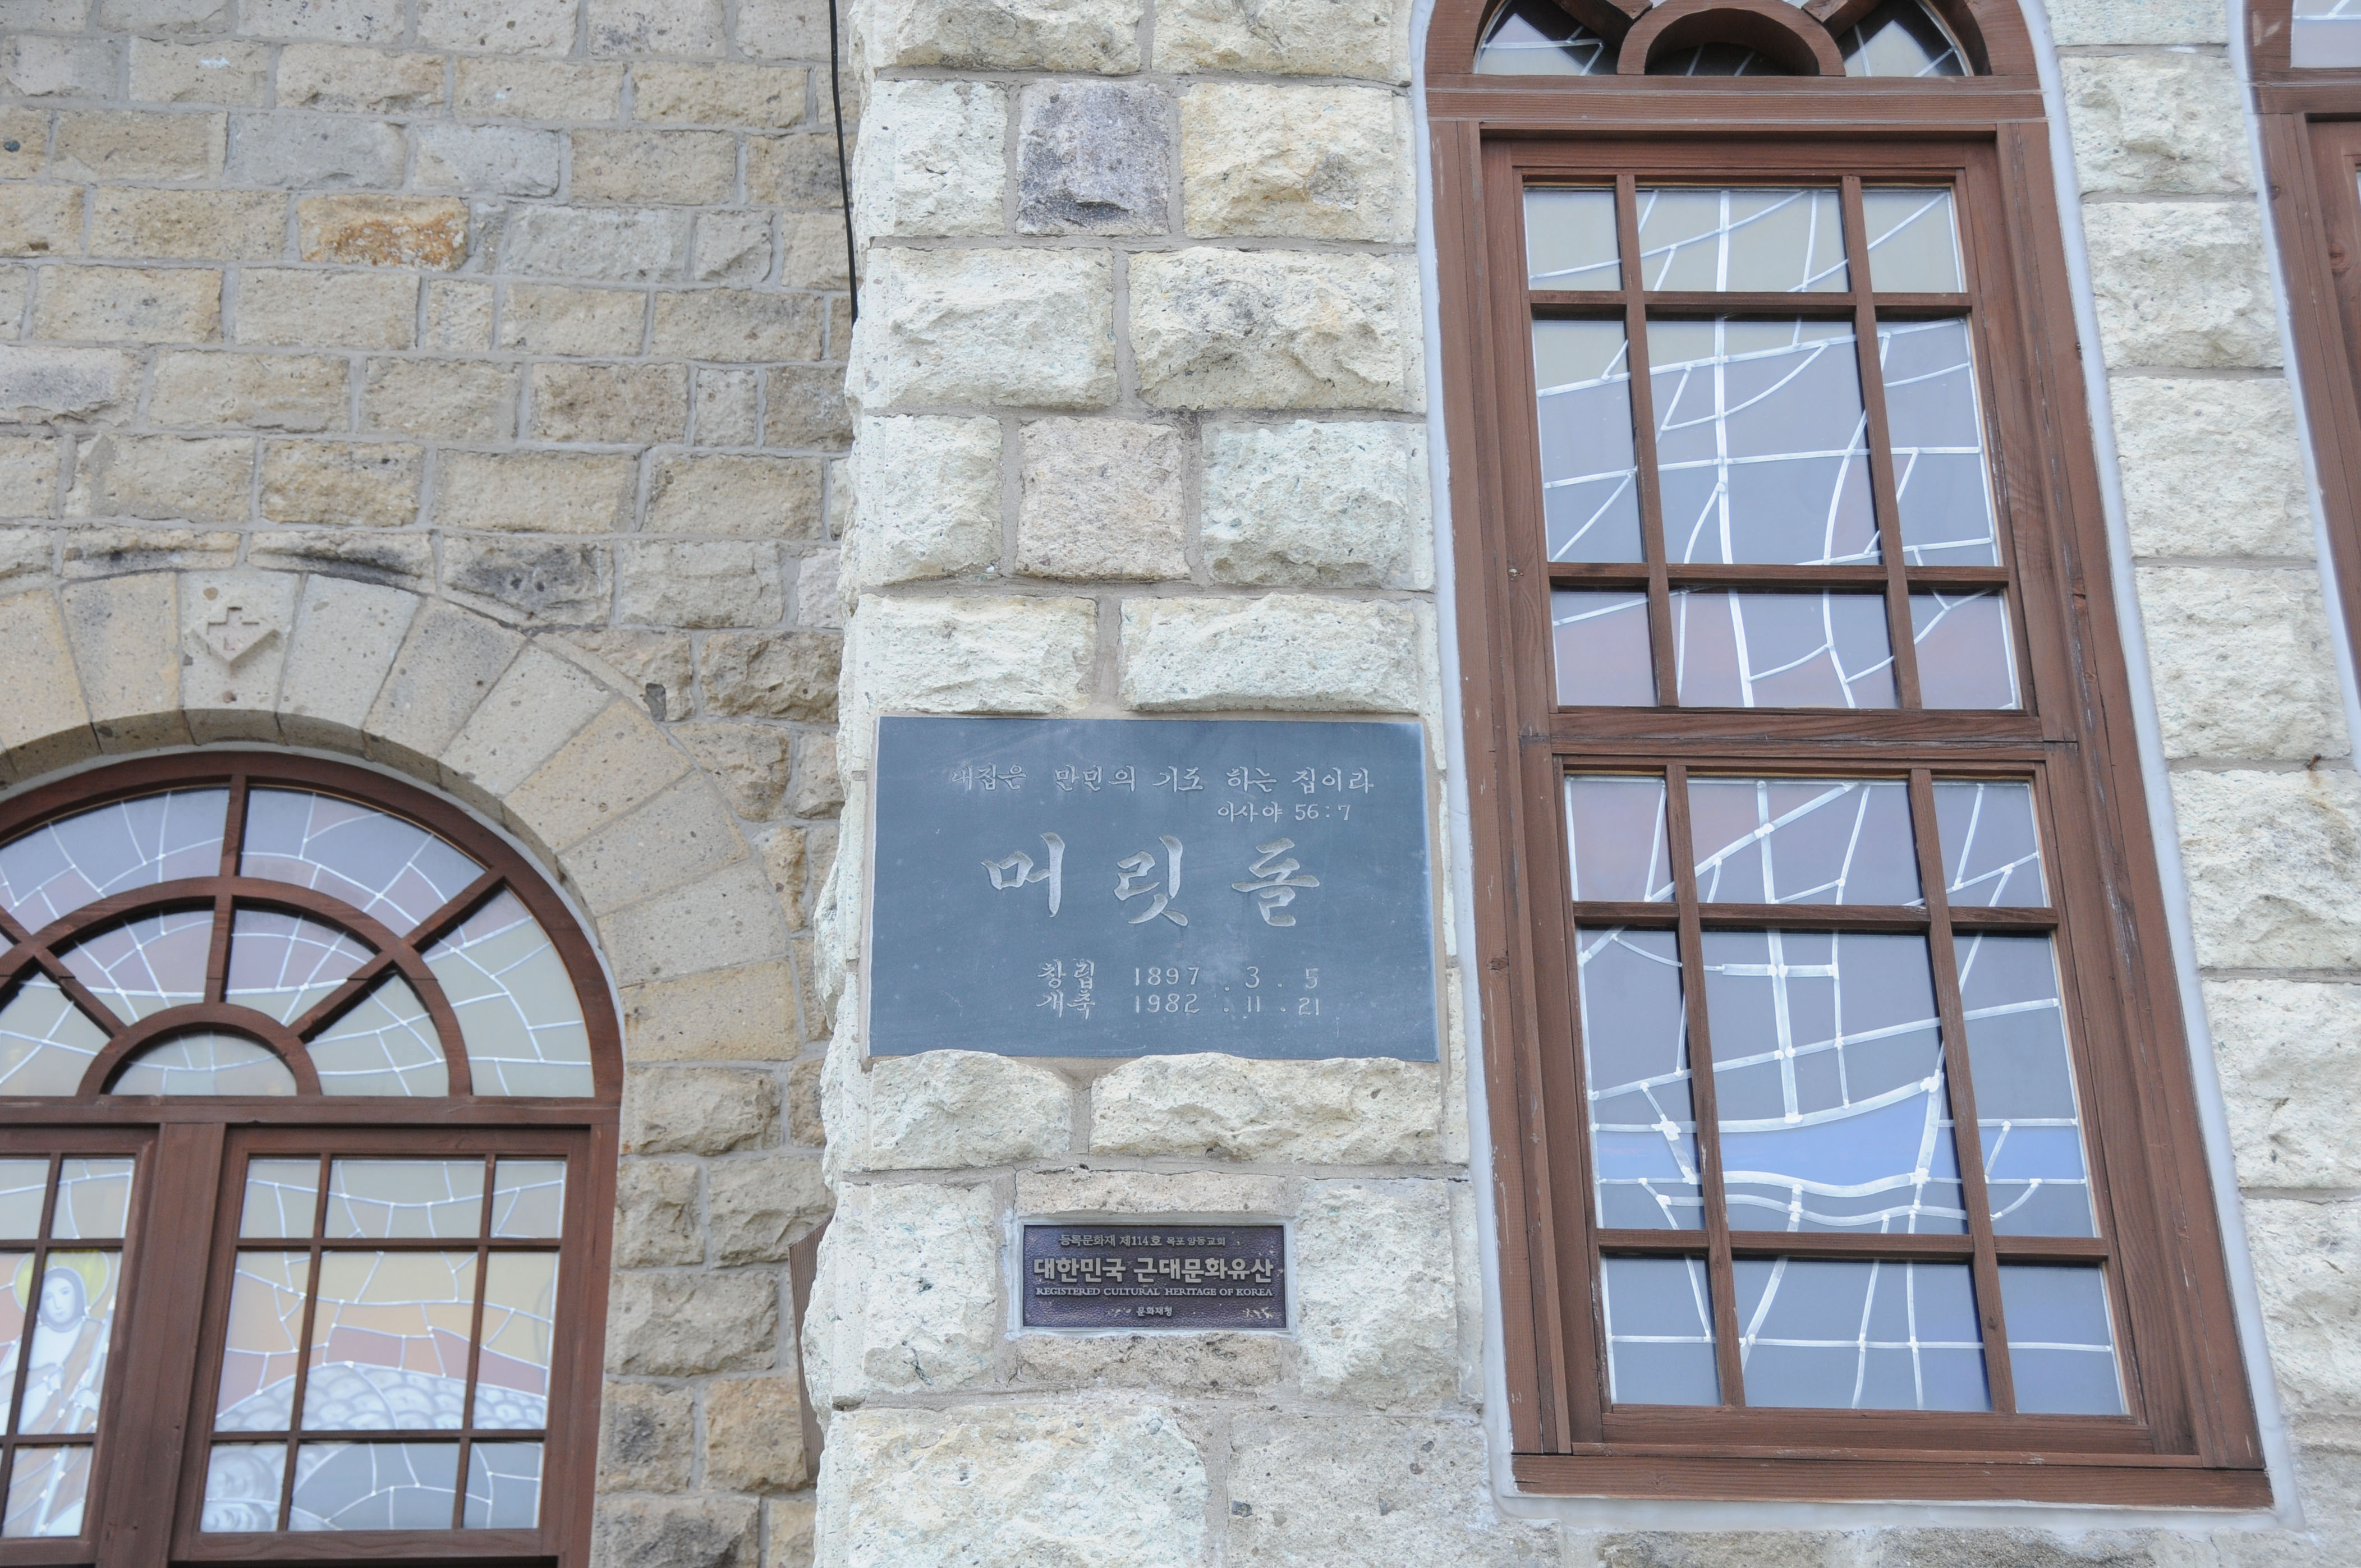 내집은 만민의 기도 하는 집이라
이사야 56:7
머릿돌
창립 1897 . 3 . 5
개축 1982 . 11 . 21
등록문화재 제114호 목포 양동교회
대한민국 근대문화유산
REGISTERED CULTURAL HERITAGE OF KOREA
문화재청